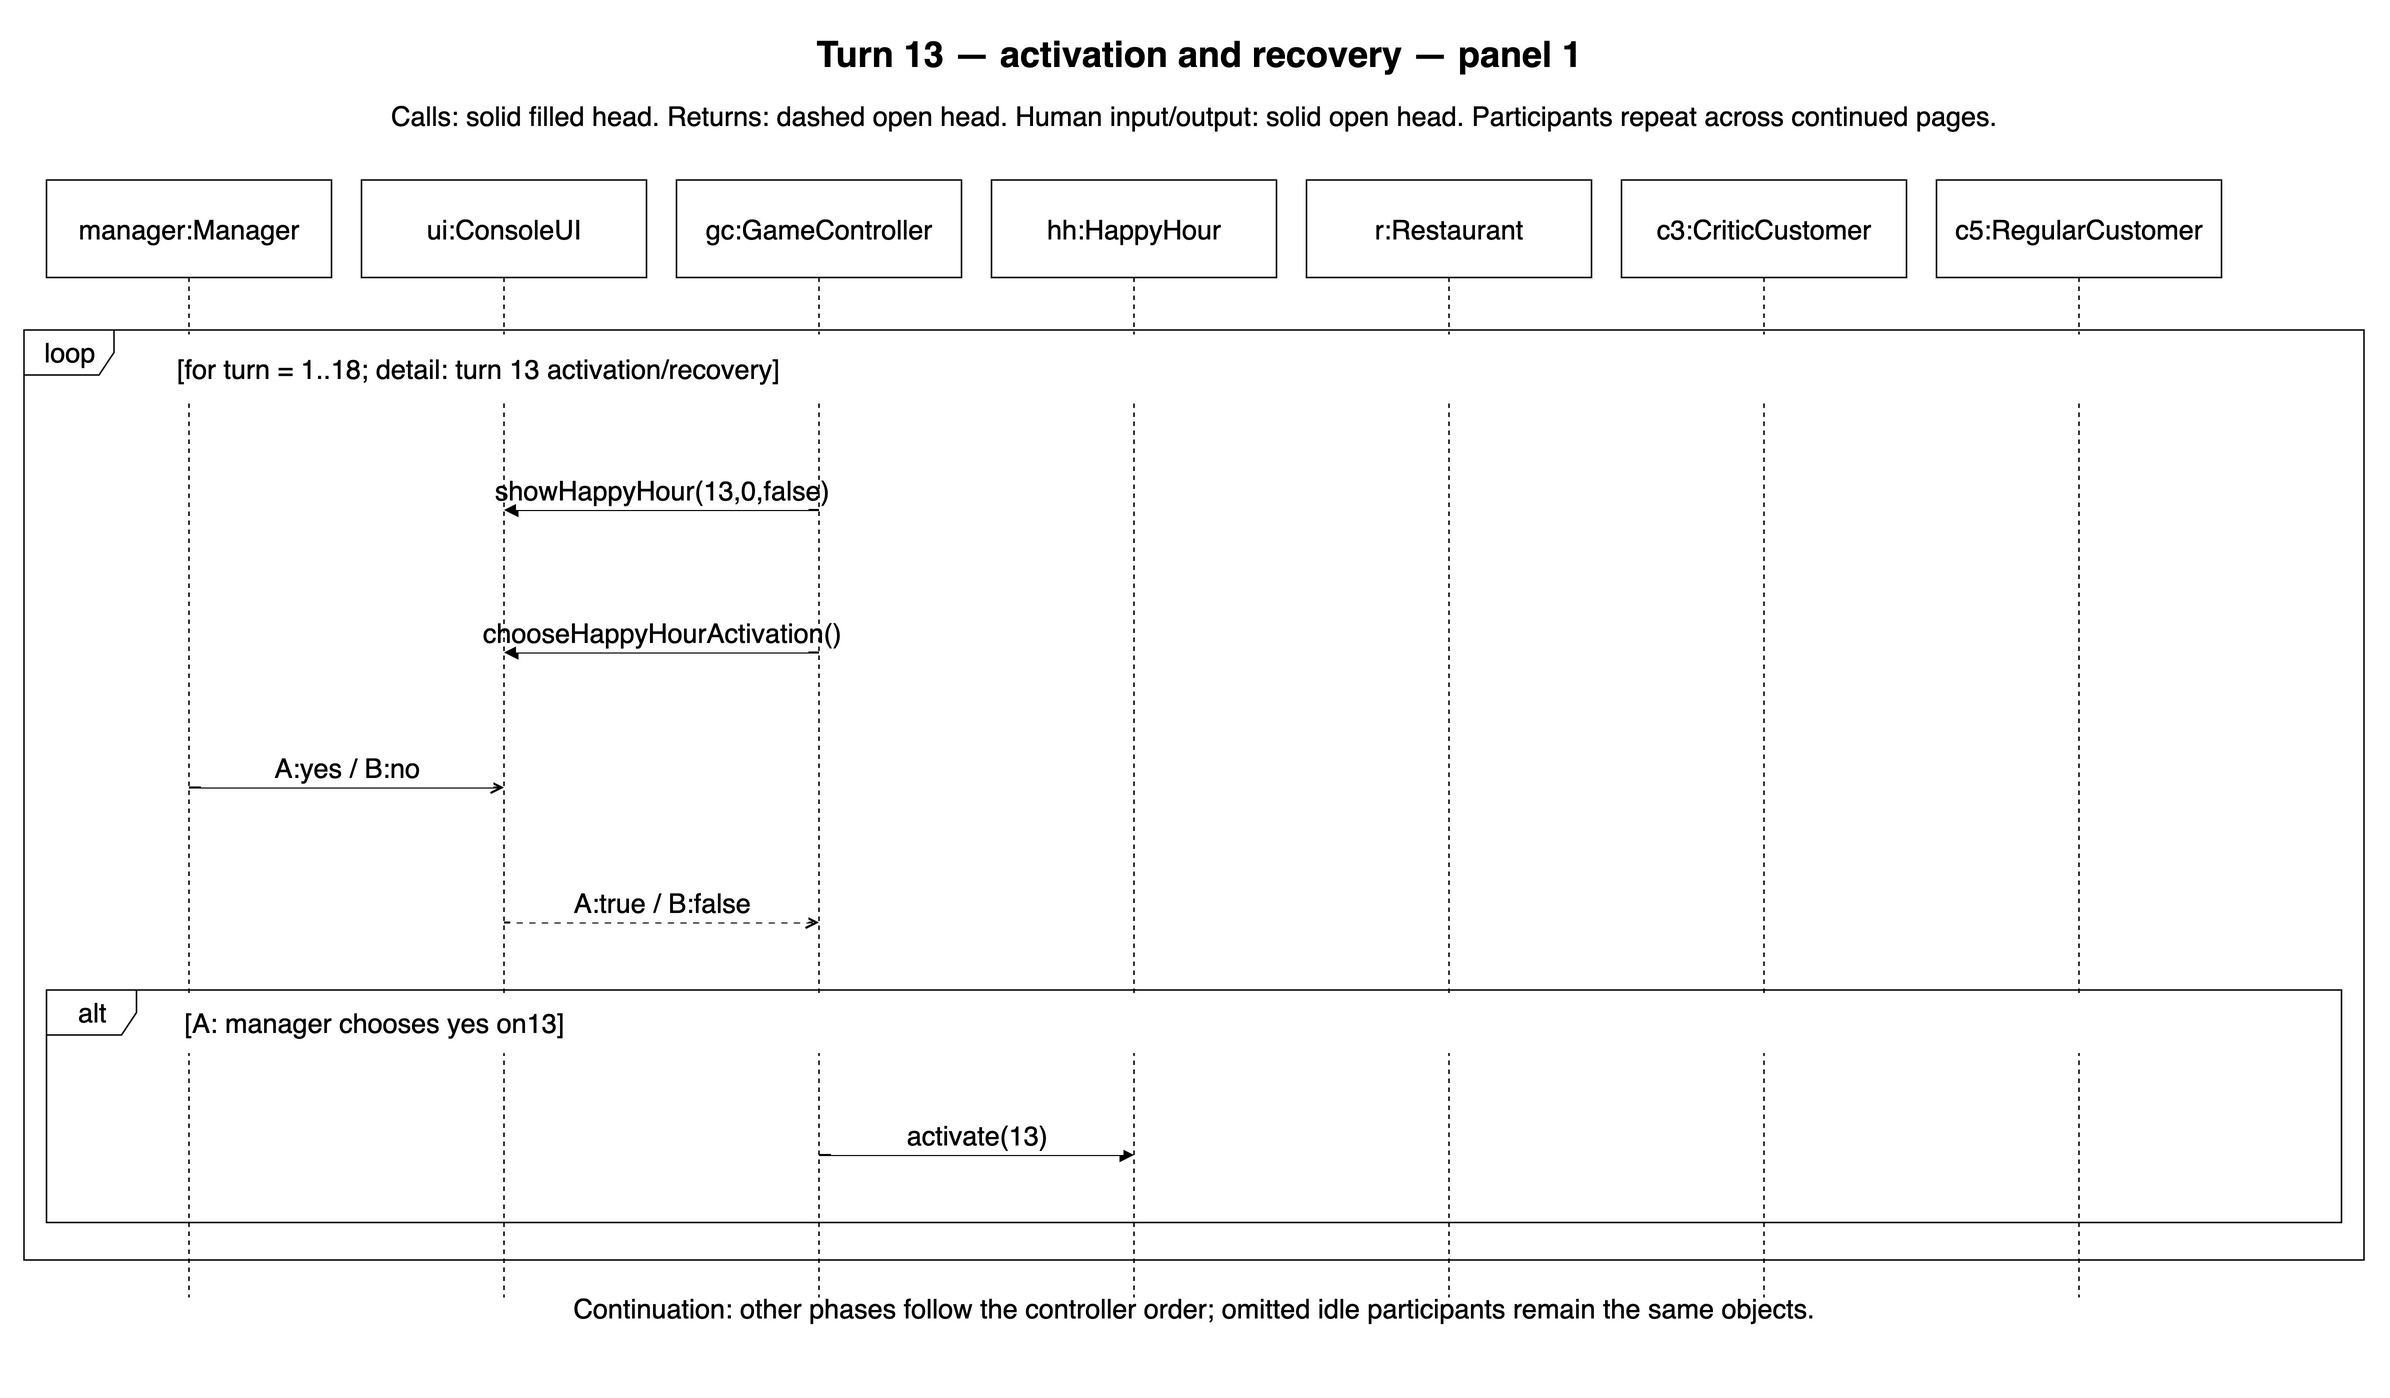 Turn 13 — activation and recovery — panel 1
Calls: solid filled head. Returns: dashed open head. Human input/output: solid open head. Participants repeat across continued pages.
manager:Manager
ui:ConsoleUI
gc:GameController
hh:HappyHour
r:Restaurant
c3:CriticCustomer
c5:RegularCustomer
loop
[for turn = 1..18; detail: turn 13 activation/recovery]
showHappyHour(13,0,false)
chooseHappyHourActivation()
A:yes / B:no
A:true / B:false
alt
[A: manager chooses yes on13]
activate(13)
Continuation: other phases follow the controller order; omitted idle participants remain the same objects.